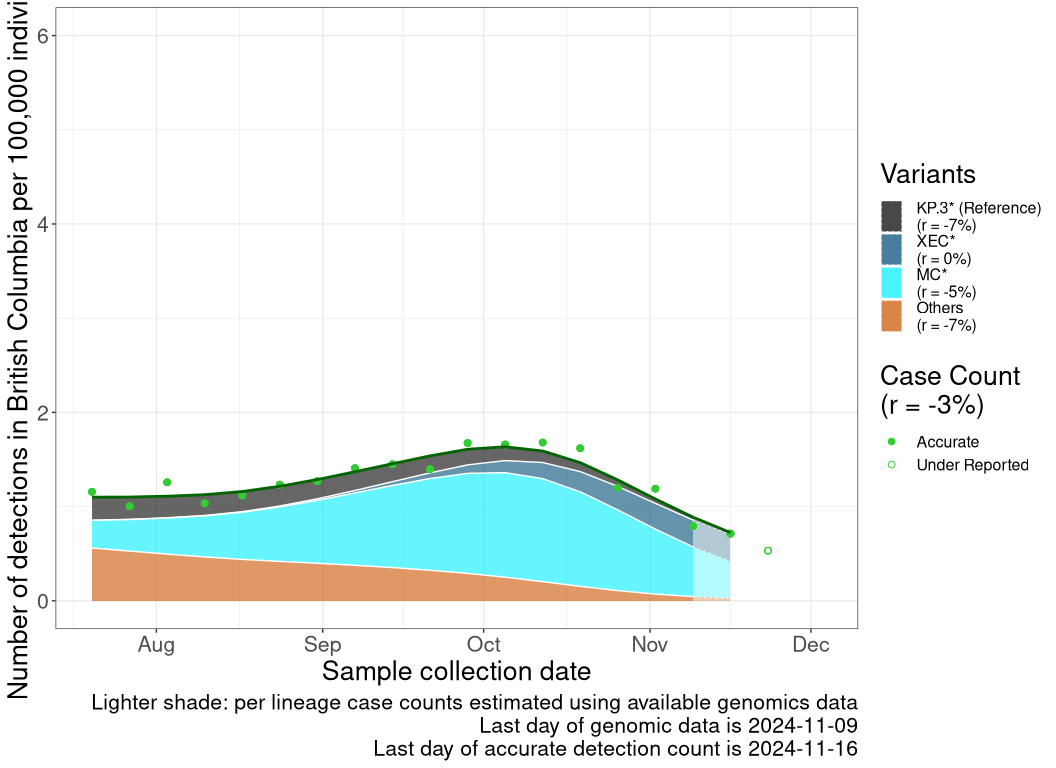 Number of detections in British Columbia per 100,000
6
4
2
0
Aug Sep Oct Nov Dec
Sample collection date
Lighter shade: per lineage case counts estimated using available genomics data
Last day of genomic data is 2024-11-09
Last day of accurate detection count is 2024-11-16
Variants
KP.3* (Reference)
(r = -7%)
XEC*
(r = 0%)
MC*
(r = -5%)
Others
(r = -7%)
Case Count
(r = -3%)
Accurate
Under Reported